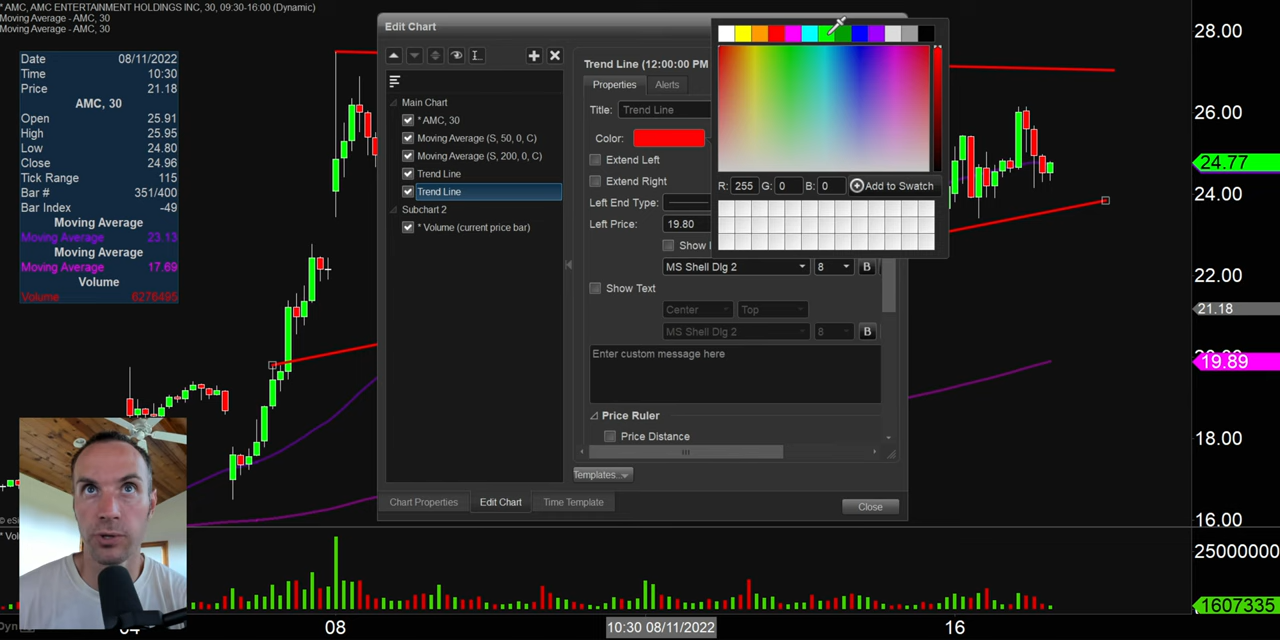 * AMC, AMC ENTERTAINMENT HOLDINGS INC, 30, 09:30-16:00 (Dynamic)
Moving Average - AMC, 30
Moving Average - AMC, 30
Date 08/11/2022
Time 10:30
Price 21.18
AMC, 30
Open 25.91
High 25.95
Low 24.80
Close 24.96
Tick Range 115
Bar # 351/400
Bar Index -49
Moving Average
Moving Average 23.13
Moving Average
Moving Average 17.69
Volume
Volume 6276495
Edit Chart
Main Chart
* AMC, 30
Moving Average (S, 50, 0, C)
Moving Average (S, 200, 0, C)
Trend Line
Trend Line
Subchart 2
* Volume (current price bar)
Trend Line (12:00:00 PM
Properties Alerts
Title: Trend Line
Color:
Extend Left
Extend Right
Left End Type:
Left Price: 19.80
Show
MS Shell Dlg 2 8 B
Show Text
Center Top
MS Shell Dlg 2 8 B
Enter custom message here
Price Ruler
Price Distance
Templates...
Chart Properties Edit Chart Time Template
Close
R: 255 G: 0 B: 0 Add to Swatch
28.00
26.00
24.77
24.00
22.00
21.18
19.89
18.00
16.00
25000000
1607335
08 10:30 08/11/2022 16